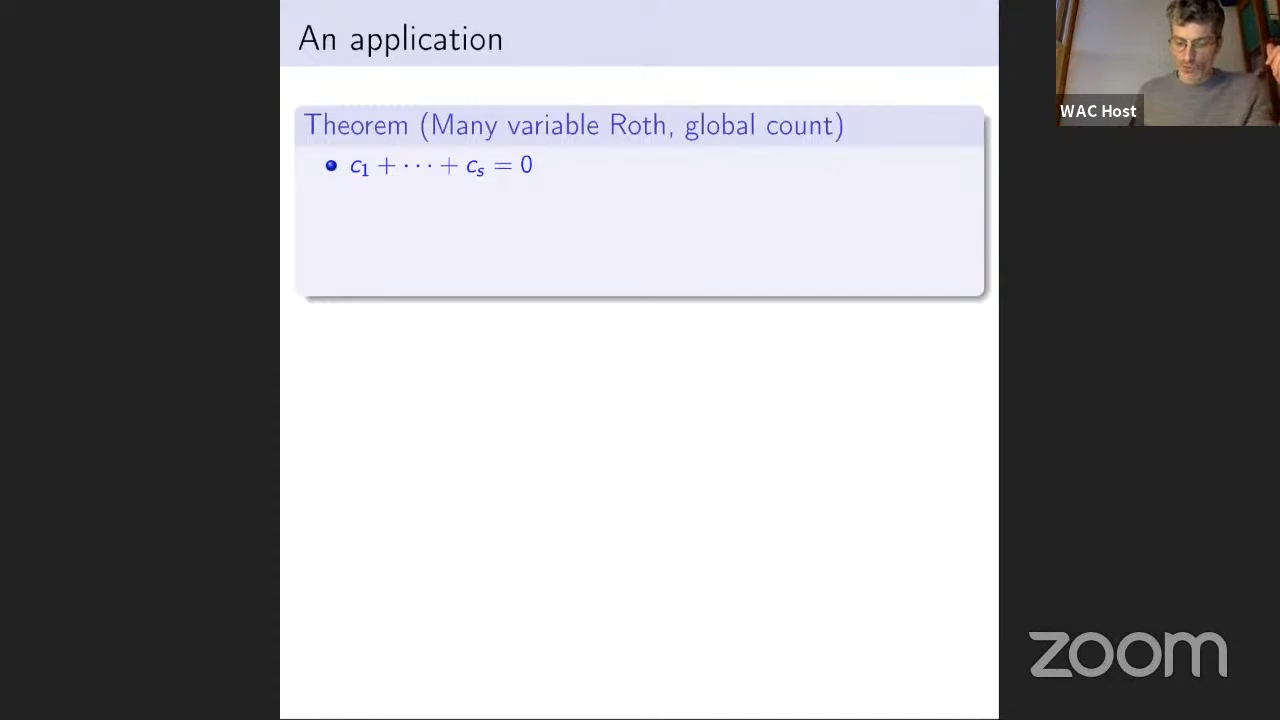 An application
Theorem (Many variable Roth, global count)
c₁ + ⋯ + cₛ = 0
WAC Host
zoom